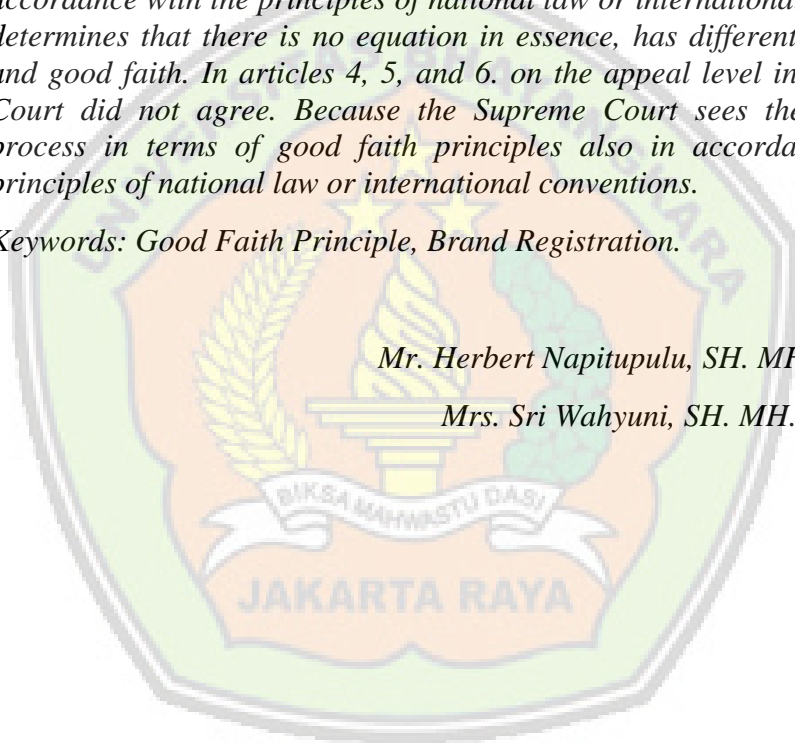 accordance with the principles of national law or international
determines that there is no equation in essence, has different
and good faith. In articles 4, 5, and 6. on the appeal level in
Court did not agree. Because the Supreme Court sees the
process in terms of good faith principles also in accorda
principles of national law or international conventions.
Keywords: Good Faith Principle, Brand Registration.
Mr. Herbert Napitupulu, SH. MH
Mrs. Sri Wahyuni, SH. MH.
UNIVERSITAS BHAYANGKARA
BIKSA MAHWASTU DASI
JAKARTA RAYA